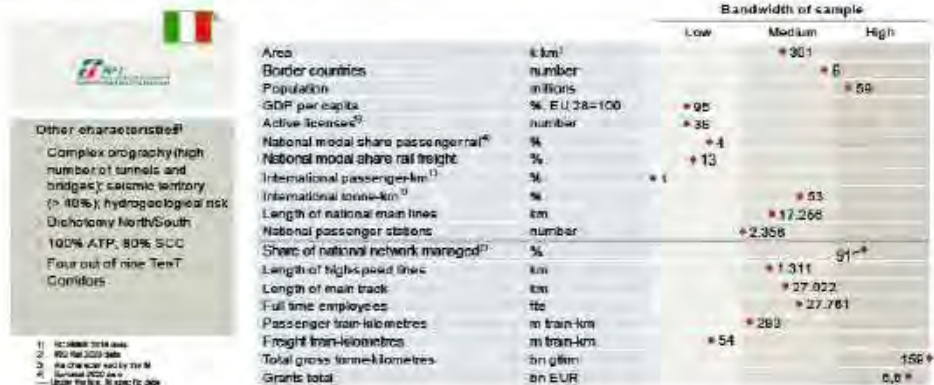 Bandwidth of sample
Low Medium High
Area k km² 301
Border countries number 6
Population millions 59
GDP per capita %, EU 28=100 95
Active licenses number 38
National modal share passenger rail % 4
National modal share rail freight % 13
International passenger-km % 1
International tonne-km % 53
Length of national main lines km 17.266
National passenger stations number 2.358
Share of national network managed % 91
Length of highspeed lines km 1.311
Length of main track km 27.922
Full time employees fte 27.761
Passenger train-kilometres m train-km 293
Freight train-kilometres m train-km 54
Total gross tonne-kilometres bn gtkm 159
Grants total bn EUR 6,6
Other characteristics
Complex orography (high
number of tunnels and
bridges); seismic territory
(> 40%); hydrogeological risk
Dichotomy North/South
100% ATP, 80% SCC
Four out of nine TenT
Corridors